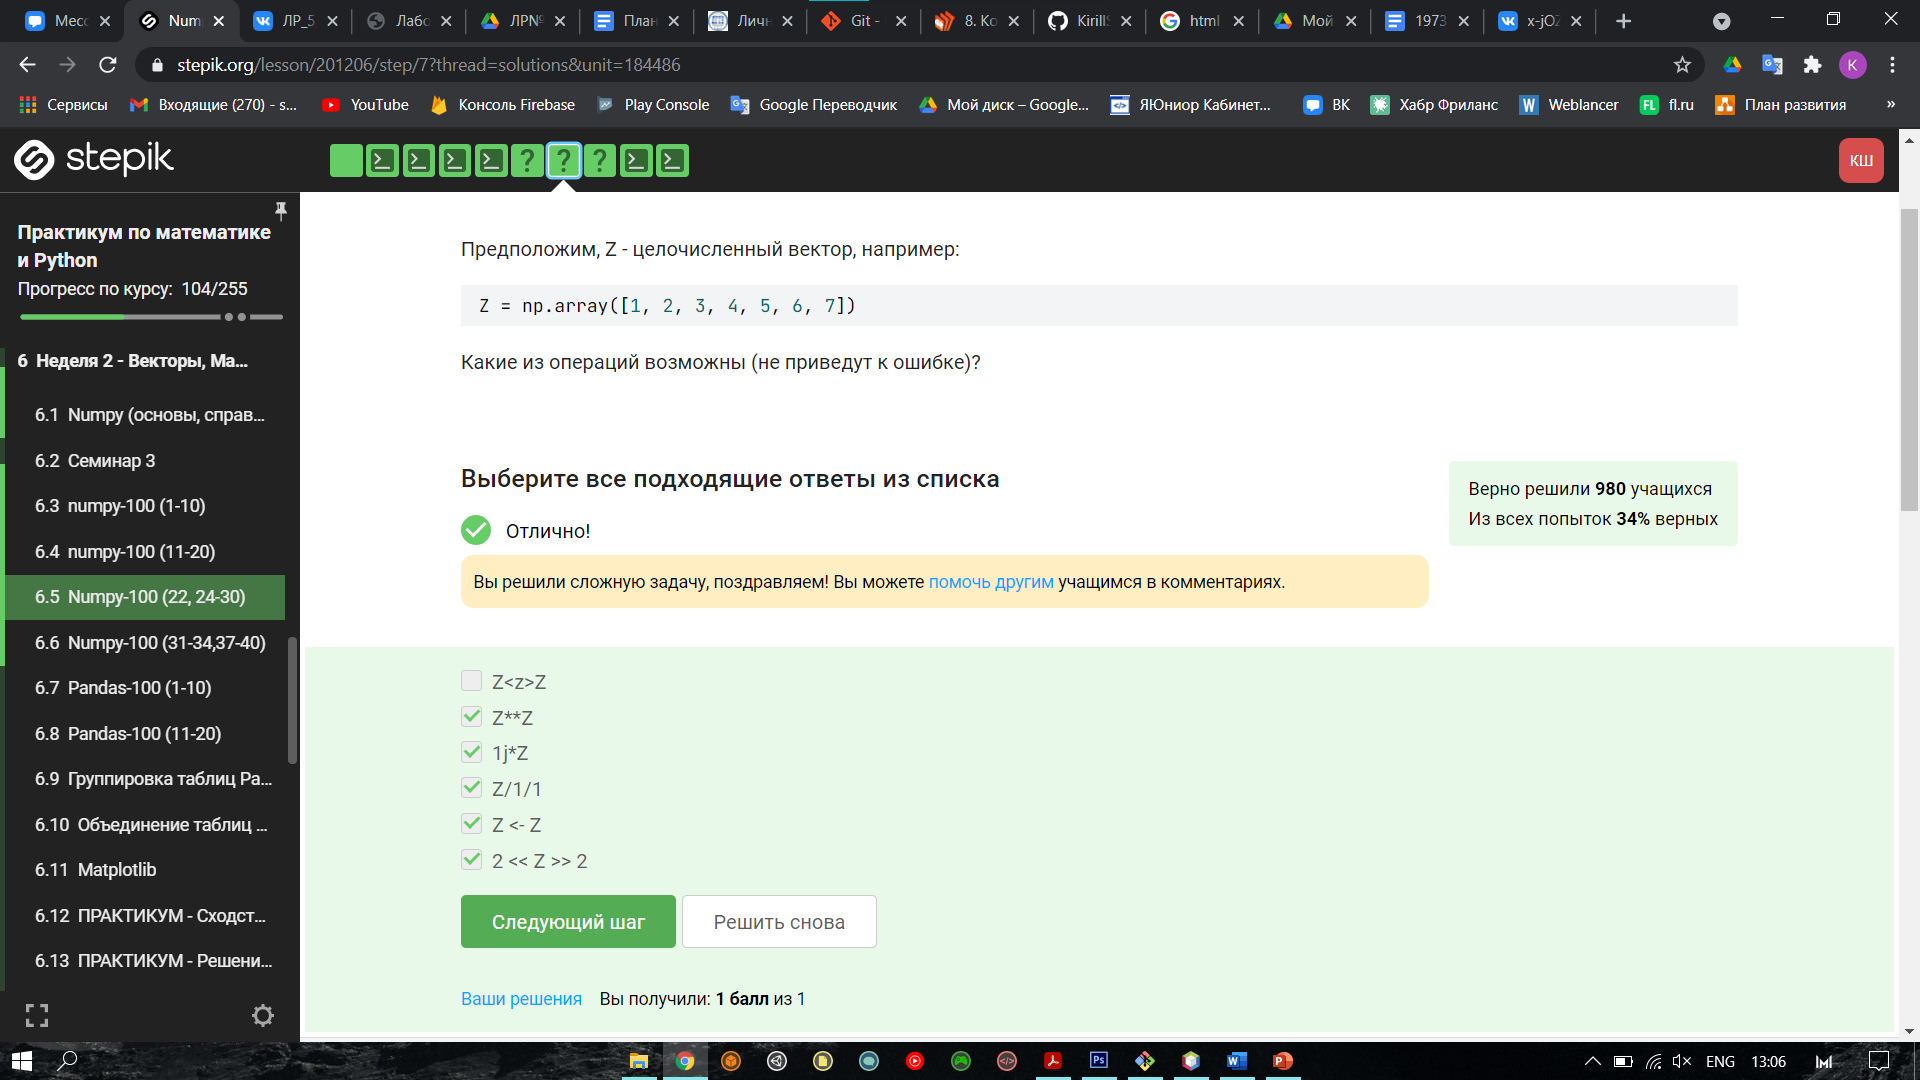 Месс
Nump
ЛР_5
Лабо
ЛР№
План
Личн
Git -
8. Ко
KirillS
html
Мой
1973
x-jOZ
stepik.org/lesson/201206/step/7?thread=solutions&unit=184486
K
Сервисы
Входящие (270) - s...
YouTube
Консоль Firebase
Play Console
Google Переводчик
Мой диск – Google...
ЯЮниор Кабинет...
ВК
Хабр Фриланс
Weblancer
fl.ru
План развития
»
stepik
КШ
Практикум по математике
и Python
Прогресс по курсу: 104/255
6 Неделя 2 - Векторы, Ма...
6.1 Numpy (основы, справ...
6.2 Семинар 3
6.3 numpy-100 (1-10)
6.4 numpy-100 (11-20)
6.5 Numpy-100 (22, 24-30)
6.6 Numpy-100 (31-34,37-40)
6.7 Pandas-100 (1-10)
6.8 Pandas-100 (11-20)
6.9 Группировка таблиц Pa...
6.10 Объединение таблиц ...
6.11 Matplotlib
6.12 ПРАКТИКУМ - Сходст...
6.13 ПРАКТИКУМ - Решени...
Предположим, Z - целочисленный вектор, например:
Z = np.array([1, 2, 3, 4, 5, 6, 7])
Какие из операций возможны (не приведут к ошибке)?
Выберите все подходящие ответы из списка
Верно решили 980 учащихся
Из всех попыток 34% верных
Отлично!
Вы решили сложную задачу, поздравляем! Вы можете помочь другим учащимся в комментариях.
Z<z>Z
Z**Z
1j*Z
Z/1/1
Z <- Z
2 << Z >> 2
Следующий шаг
Решить снова
Ваши решения Вы получили: 1 балл из 1
ENG
13:06